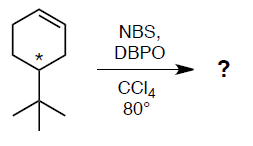 *
NBS,
DBPO
CCl₄
80°
?